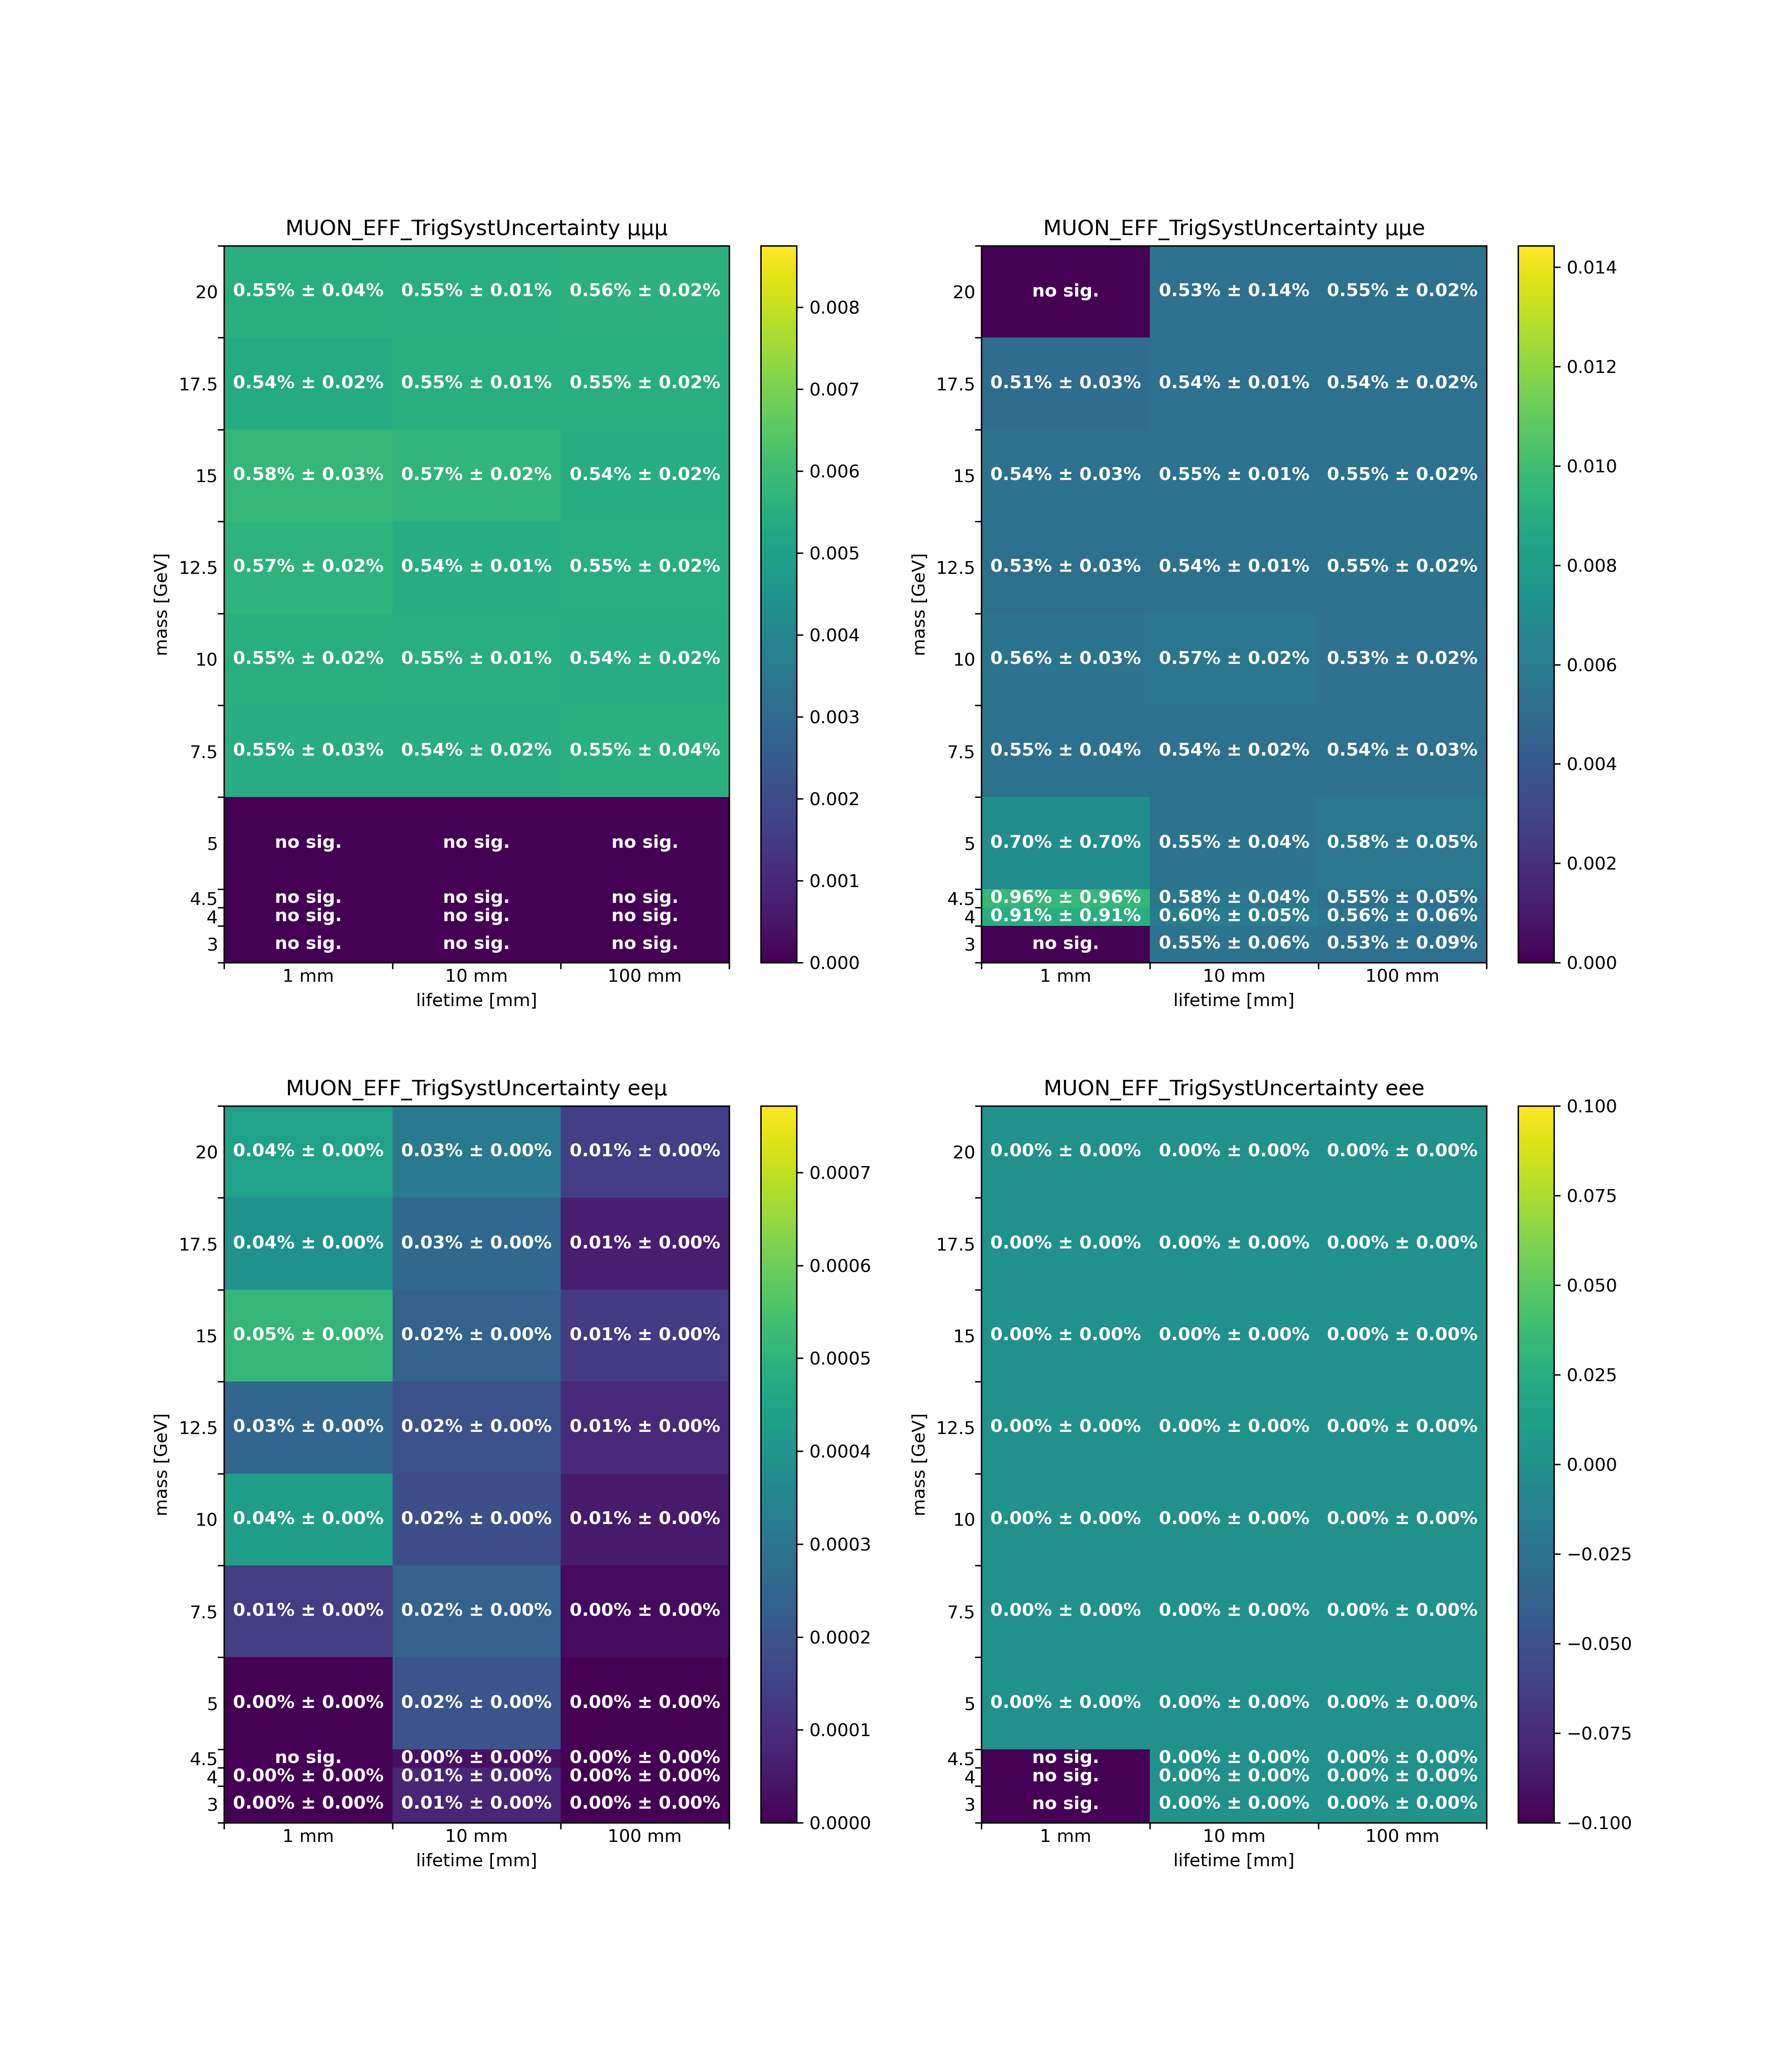 MUON_EFF_TrigSystUncertainty μμμ
20 0.55% ± 0.04% 0.55% ± 0.01% 0.56% ± 0.02%
17.5 0.54% ± 0.02% 0.55% ± 0.01% 0.55% ± 0.02%
15 0.58% ± 0.03% 0.57% ± 0.02% 0.54% ± 0.02%
12.5 0.57% ± 0.02% 0.54% ± 0.01% 0.55% ± 0.02%
10 0.55% ± 0.02% 0.55% ± 0.01% 0.54% ± 0.02%
7.5 0.55% ± 0.03% 0.54% ± 0.02% 0.55% ± 0.04%
5 no sig. no sig. no sig.
4.5 no sig. no sig. no sig.
4 no sig. no sig. no sig.
3 no sig. no sig. no sig.
1 mm 10 mm 100 mm
lifetime [mm]
mass [GeV]
0.008
0.007
0.006
0.005
0.004
0.003
0.002
0.001
0.000
MUON_EFF_TrigSystUncertainty μμe
20 no sig. 0.53% ± 0.14% 0.55% ± 0.02%
17.5 0.51% ± 0.03% 0.54% ± 0.01% 0.54% ± 0.02%
15 0.54% ± 0.03% 0.55% ± 0.01% 0.55% ± 0.02%
12.5 0.53% ± 0.03% 0.54% ± 0.01% 0.55% ± 0.02%
10 0.56% ± 0.03% 0.57% ± 0.02% 0.53% ± 0.02%
7.5 0.55% ± 0.04% 0.54% ± 0.02% 0.54% ± 0.03%
5 0.70% ± 0.70% 0.55% ± 0.04% 0.58% ± 0.05%
4.5 0.96% ± 0.96% 0.58% ± 0.04% 0.55% ± 0.05%
4 0.91% ± 0.91% 0.60% ± 0.05% 0.56% ± 0.06%
3 no sig. 0.55% ± 0.06% 0.53% ± 0.09%
1 mm 10 mm 100 mm
lifetime [mm]
mass [GeV]
0.014
0.012
0.010
0.008
0.006
0.004
0.002
0.000
MUON_EFF_TrigSystUncertainty eeμ
20 0.04% ± 0.00% 0.03% ± 0.00% 0.01% ± 0.00%
17.5 0.04% ± 0.00% 0.03% ± 0.00% 0.01% ± 0.00%
15 0.05% ± 0.00% 0.02% ± 0.00% 0.01% ± 0.00%
12.5 0.03% ± 0.00% 0.02% ± 0.00% 0.01% ± 0.00%
10 0.04% ± 0.00% 0.02% ± 0.00% 0.01% ± 0.00%
7.5 0.01% ± 0.00% 0.02% ± 0.00% 0.00% ± 0.00%
5 0.00% ± 0.00% 0.02% ± 0.00% 0.00% ± 0.00%
4.5 no sig. 0.00% ± 0.00% 0.00% ± 0.00%
4 0.00% ± 0.00% 0.01% ± 0.00% 0.00% ± 0.00%
3 0.00% ± 0.00% 0.01% ± 0.00% 0.00% ± 0.00%
1 mm 10 mm 100 mm
lifetime [mm]
mass [GeV]
0.0007
0.0006
0.0005
0.0004
0.0003
0.0002
0.0001
0.0000
MUON_EFF_TrigSystUncertainty eee
20 0.00% ± 0.00% 0.00% ± 0.00% 0.00% ± 0.00%
17.5 0.00% ± 0.00% 0.00% ± 0.00% 0.00% ± 0.00%
15 0.00% ± 0.00% 0.00% ± 0.00% 0.00% ± 0.00%
12.5 0.00% ± 0.00% 0.00% ± 0.00% 0.00% ± 0.00%
10 0.00% ± 0.00% 0.00% ± 0.00% 0.00% ± 0.00%
7.5 0.00% ± 0.00% 0.00% ± 0.00% 0.00% ± 0.00%
5 0.00% ± 0.00% 0.00% ± 0.00% 0.00% ± 0.00%
4.5 no sig. 0.00% ± 0.00% 0.00% ± 0.00%
4 no sig. 0.00% ± 0.00% 0.00% ± 0.00%
3 no sig. 0.00% ± 0.00% 0.00% ± 0.00%
1 mm 10 mm 100 mm
lifetime [mm]
mass [GeV]
0.100
0.075
0.050
0.025
0.000
−0.025
−0.050
−0.075
−0.100